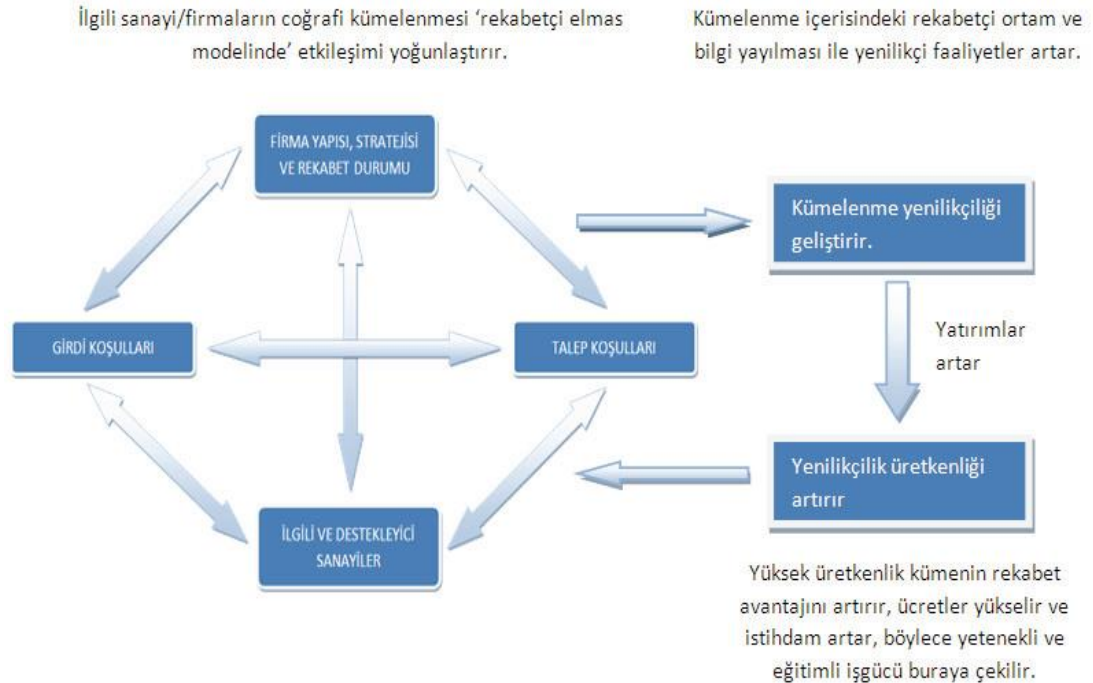 İlgili sanayi/firmaların coğrafi kümelenmesi ‘rekabetçi elmas
modelinde’ etkileşimi yoğunlaştırır.
Kümelenme içerisindeki rekabetçi ortam ve
bilgi yayılması ile yenilikçi faaliyetler artar.
FİRMA YAPISI, STRATEJİSİ
VE REKABET DURUMU
GİRDİ KOŞULLARI
TALEP KOŞULLARI
İLGİLİ VE DESTEKLEYİCİ
SANAYİLER
Kümelenme yenilikçiliği
geliştirir.
Yatırımlar
artar
Yenilikçilik üretkenliği
artırır
Yüksek üretkenlik kümenin rekabet
avantajını artırır, ücretler yükselir ve
istihdam artar, böylece yetenekli ve
eğitimli işgücü buraya çekilir.